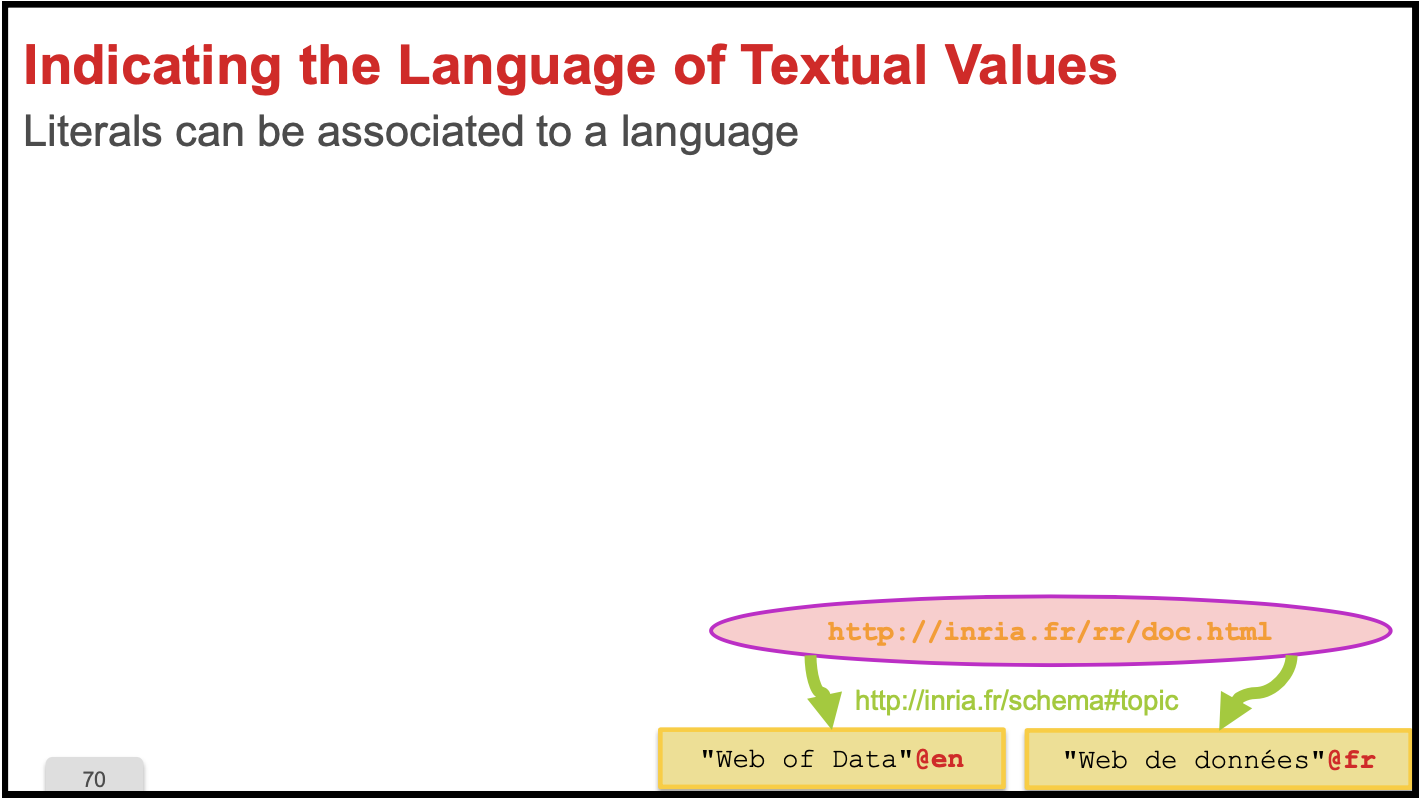 Indicating the Language of Textual Values
Literals can be associated to a language
http://inria.fr/rr/doc.html
http://inria.fr/schema#topic
"Web of Data"@en
"Web de données"@fr
70